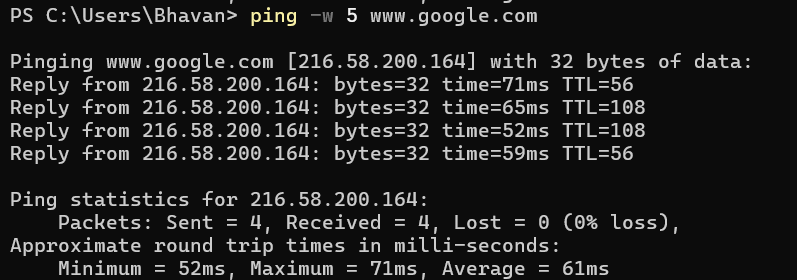 PS C:\Users\Bhavan> ping -w 5 www.google.com
Pinging www.google.com [216.58.200.164] with 32 bytes of data:
Reply from 216.58.200.164: bytes=32 time=71ms TTL=56
Reply from 216.58.200.164: bytes=32 time=65ms TTL=108
Reply from 216.58.200.164: bytes=32 time=52ms TTL=108
Reply from 216.58.200.164: bytes=32 time=59ms TTL=56
Ping statistics for 216.58.200.164:
    Packets: Sent = 4, Received = 4, Lost = 0 (0% loss),
Approximate round trip times in milli-seconds:
    Minimum = 52ms, Maximum = 71ms, Average = 61ms